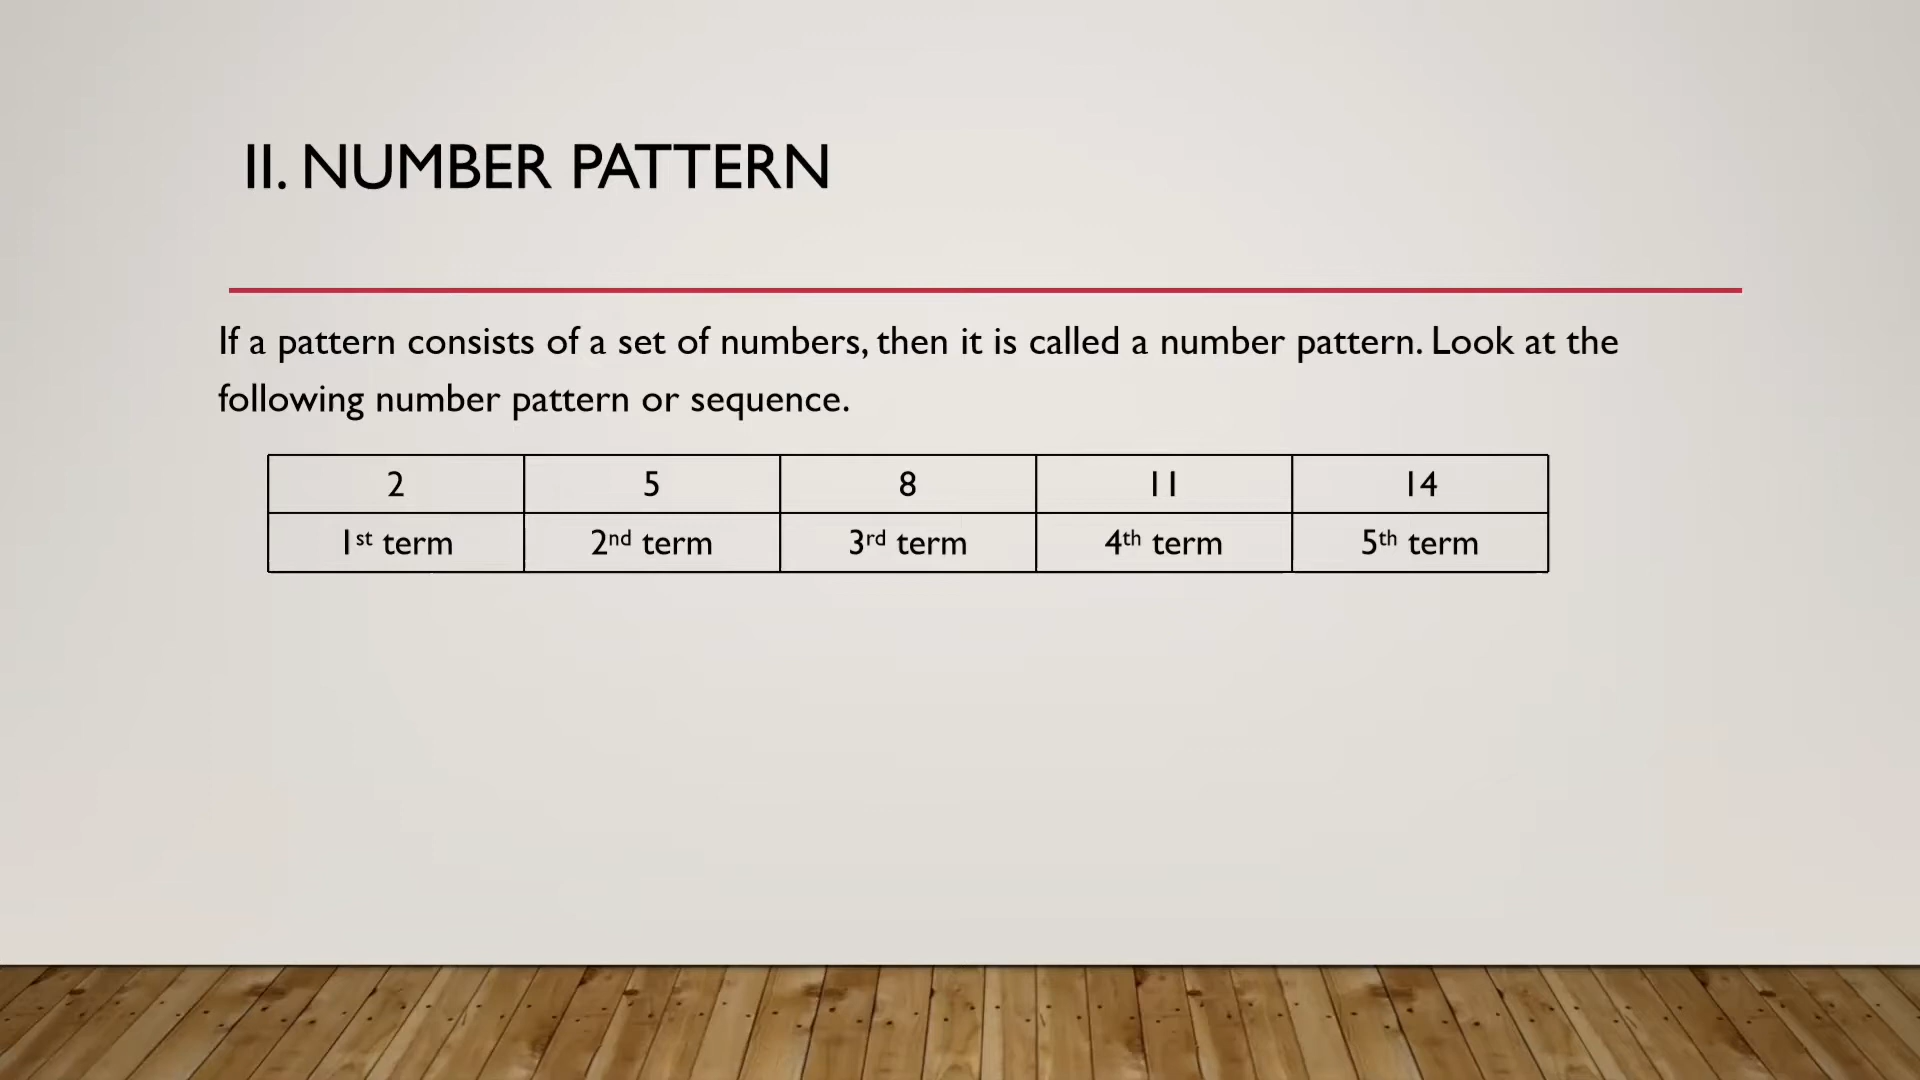 II. NUMBER PATTERN
If a pattern consists of a set of numbers, then it is called a number pattern. Look at the
following number pattern or sequence.
2 5 8 11 14
1st term 2nd term 3rd term 4th term 5th term